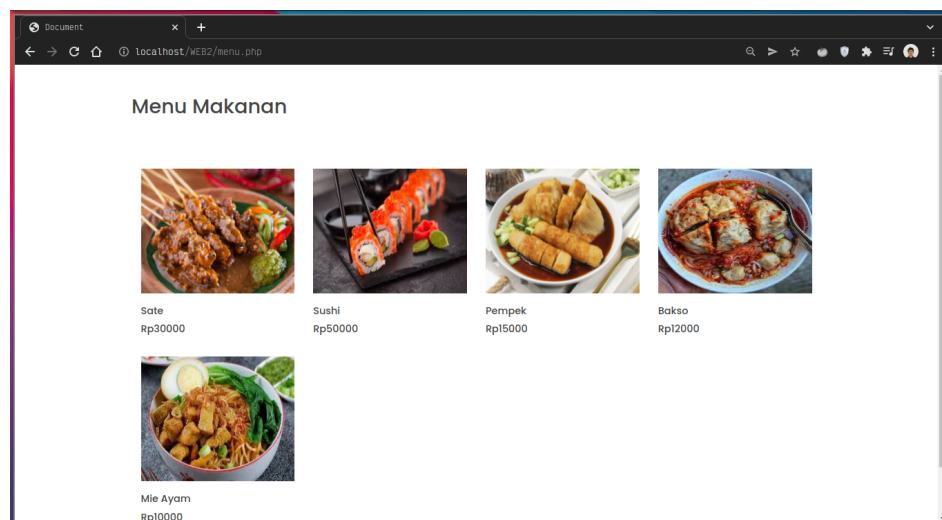 Document
localhost/WEB2/menu.php
Menu Makanan
Sate
Rp30000
Sushi
Rp50000
Pempek
Rp15000
Bakso
Rp12000
Mie Ayam
Rp10000